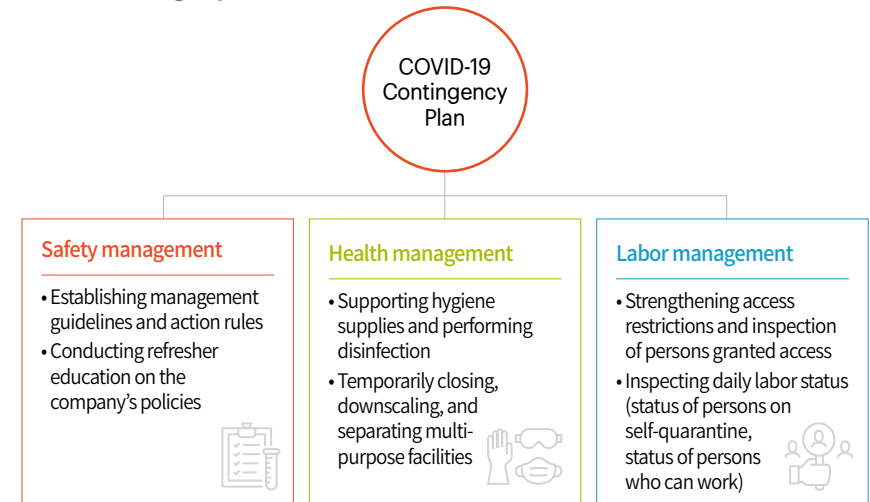 COVID-19
Contingency
Plan
Safety management
• Establishing management
guidelines and action rules
• Conducting refresher
education on the
company's policies
Health management
• Supporting hygiene
supplies and performing
disinfection
• Temporarily closing,
downscaling, and
separating multi-
purpose facilities
Labor management
• Strengthening access
restrictions and inspection
of persons granted access
• Inspecting daily labor status
(status of persons on
self-quarantine,
status of persons
who can work)